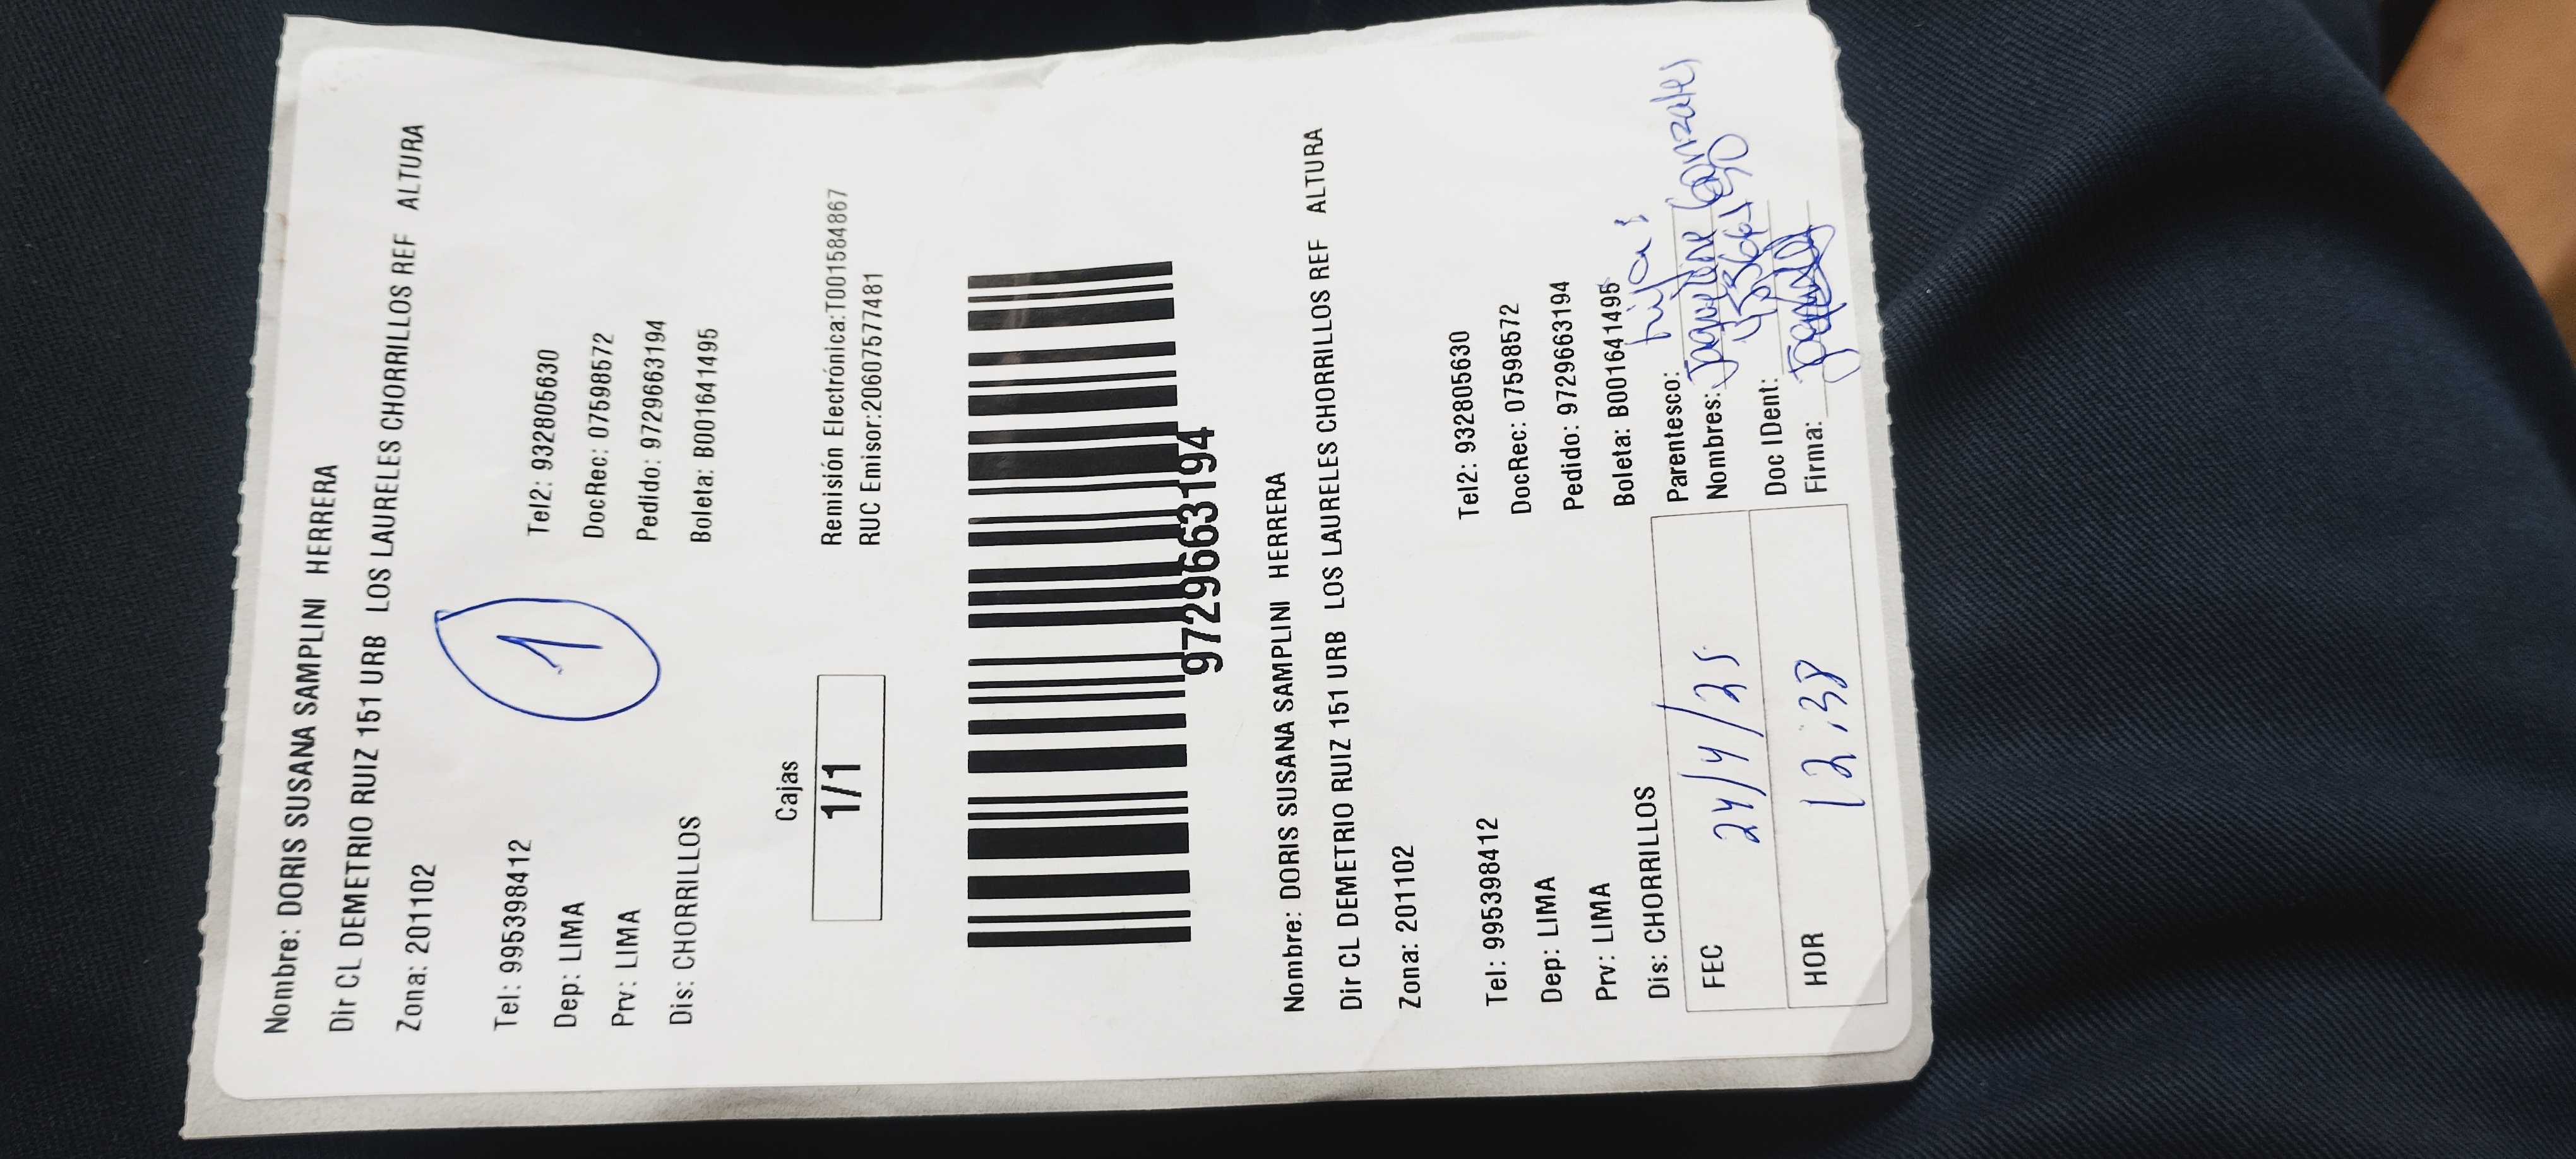 Nombre: DORIS SUSANA SAMPLINI HERRERA
Dir CL DEMETRIO RUIZ 151 URB LOS LAURELES CHORRILLOS REF ALTURA
Zona: 201102
1
Tel: 995398412 Tel2: 932805630
Dep: LIMA DocRec: 07598572
Prv: LIMA Pedido: 9729663194
Dis: CHORRILLOS Boleta: B001641495
Cajas
1/1
Remisión Electrónica:T001584867
RUC Emisor:20607577481
9729663194
Nombre: DORIS SUSANA SAMPLINI HERRERA
Dir CL DEMETRIO RUIZ 151 URB LOS LAURELES CHORRILLOS REF ALTURA
Zona: 201102
Tel: 995398412 Tel2: 932805630
Dep: LIMA DocRec: 07598572
Prv: LIMA Pedido: 9729663194
Dis: CHORRILLOS Boleta: B001641495
FEC 24/4/25
HOR 12:38
Parentesco: hija
Nombres: Jaqueline Gonzales
Doc IDent:
Firma: